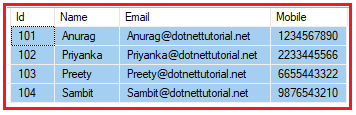 Id Name Email Mobile
101 Anurag Anurag@dotnettutorial.net 1234567890
102 Priyanka Priyanka@dotnettutorial.net 2233445566
103 Preety Preety@dotnettutorial.net 6655443322
104 Sambit Sambit@dotnettutorial.net 9876543210